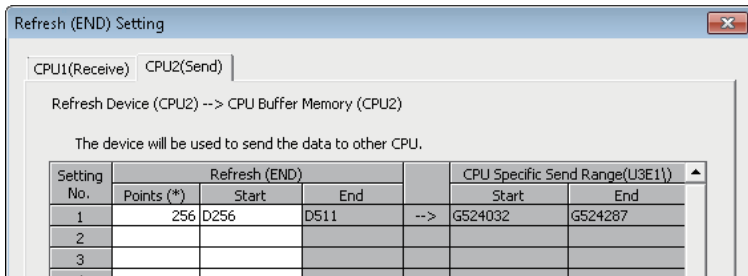 Refresh (END) Setting
CPU1(Receive) CPU2(Send)
Refresh Device (CPU2) --> CPU Buffer Memory (CPU2)
The device will be used to send the data to other CPU.
Setting No. Refresh (END) CPU Specific Send Range(U3E1\)
Points (*) Start End Start End
1 256 D256 D511 --> G524032 G524287
2
3